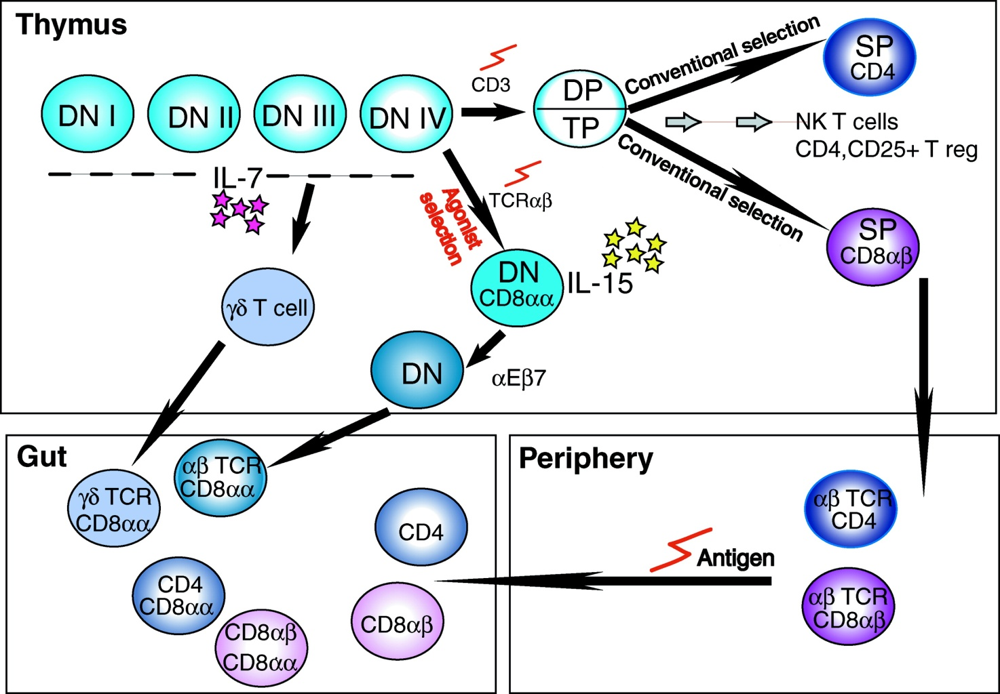 Thymus
DN I
DN II
DN III
DN IV
CD3
DP
TP
Conventional selection
SP
CD4
NK T cells
CD4,CD25+ T reg
Conventional selection
SP
CD8αβ
IL-7
Agonist
selection
TCRαβ
DN
CD8αα
IL-15
γδ T cell
DN
αEβ7
Gut
γδ TCR
CD8αα
αβ TCR
CD8αα
CD4
CD4
CD8αα
CD8αβ
CD8αα
CD8αβ
Periphery
αβ TCR
CD4
Antigen
αβ TCR
CD8αβ